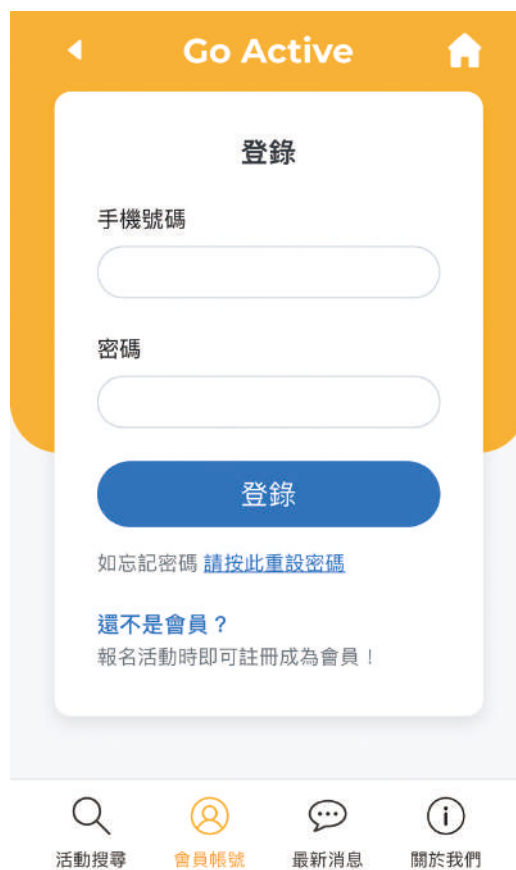 Go Active
登錄
手機號碼
密碼
登錄
如忘記密碼 請按此重設密碼
還不是會員？
報名活動時即可註冊成為會員！
活動搜尋 會員帳號 最新消息 關於我們